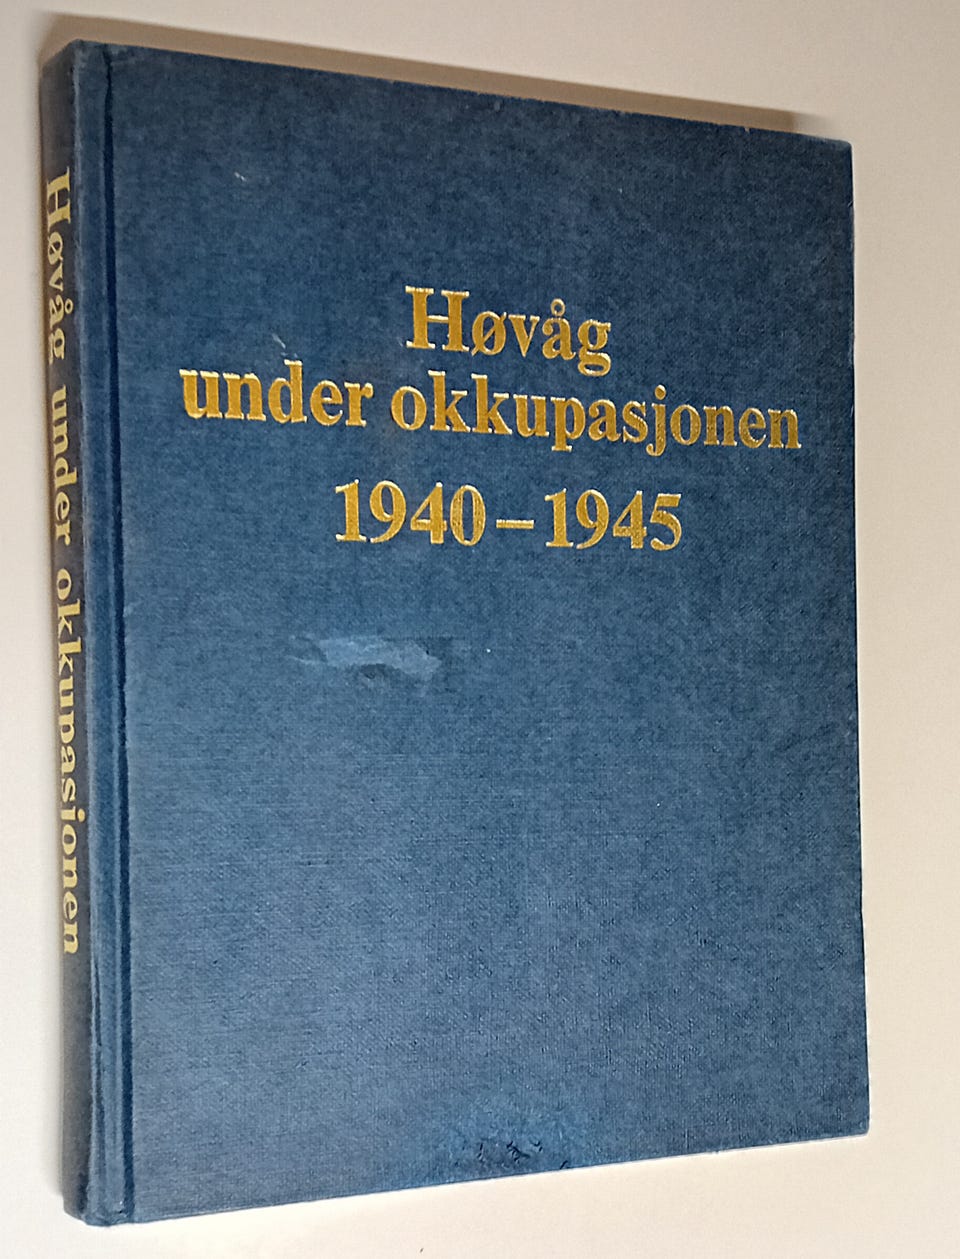 Høvåg
under okkupasjonen
1940–1945
Høvåg under okkupasjonen